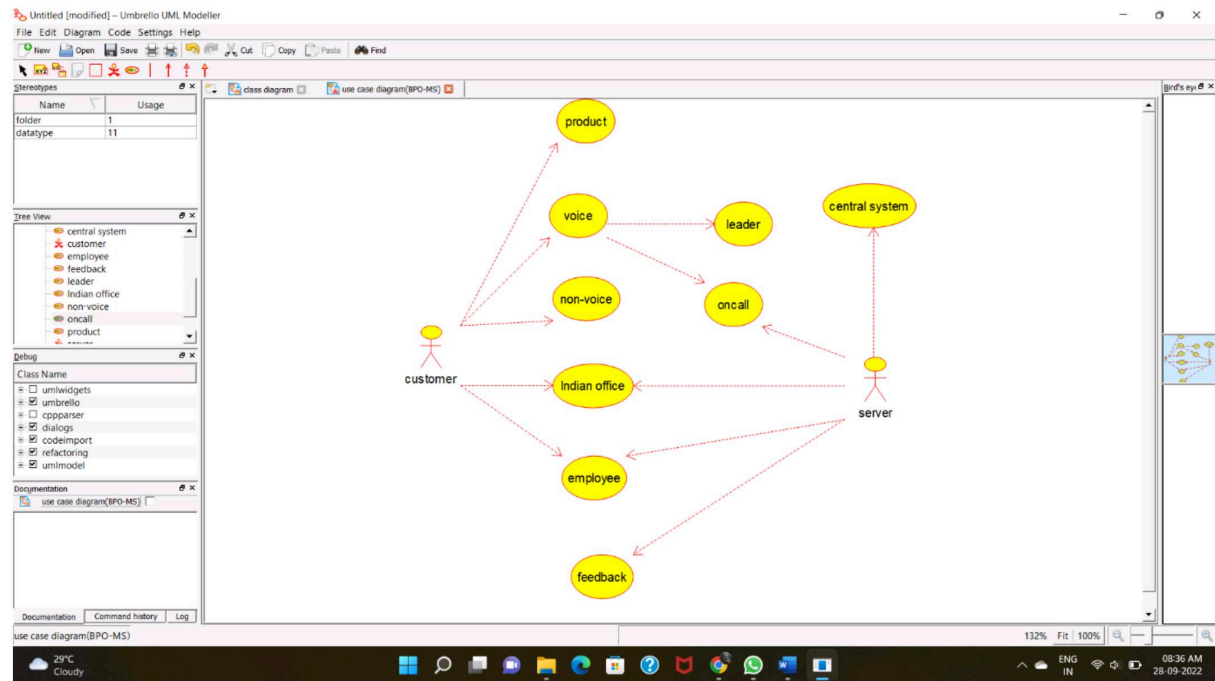 Untitled [modified] – Umbrello UML Modeller
File Edit Diagram Code Settings Help
New Open Save Cut Copy Paste Find
XYZ
Stereotypes
Name Usage
folder 1
datatype 11
Tree View
central system
customer
employee
feedback
leader
Indian office
non-voice
oncall
product
Debug
Class Name
umlwidgets
umbrello
cppparser
dialogs
codeimport
refactoring
umlmodel
Documentation
use case diagram(BPO-MS)
Documentation Command history Log
class diagram use case diagram(BPO-MS)
product
voice
leader
central system
non-voice
oncall
customer
Indian office
server
employee
feedback
Bird's eye
use case diagram(BPO-MS)
132% Fit 100%
29°C
Cloudy
ENG
IN
08:36 AM
28-09-2022